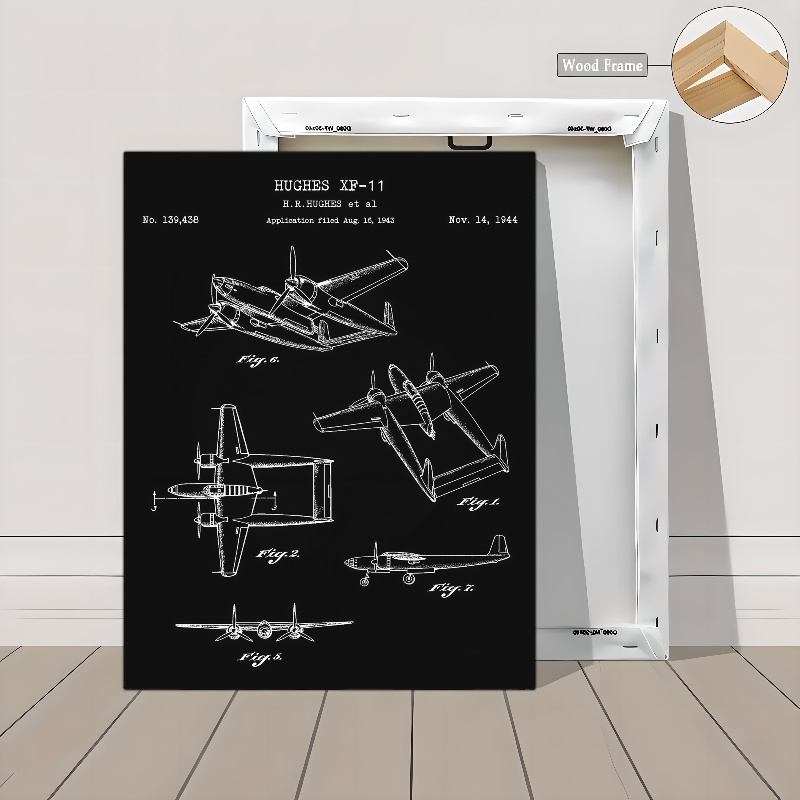 Wood Frame
HUGHES XF-11
H.R.HUGHES et al
No. 139,438
Application filed Aug. 16, 1943
Nov. 14, 1944
Fig. 6.
Fig. 1.
Fig. 2.
Fig. 7.
Fig. 5.